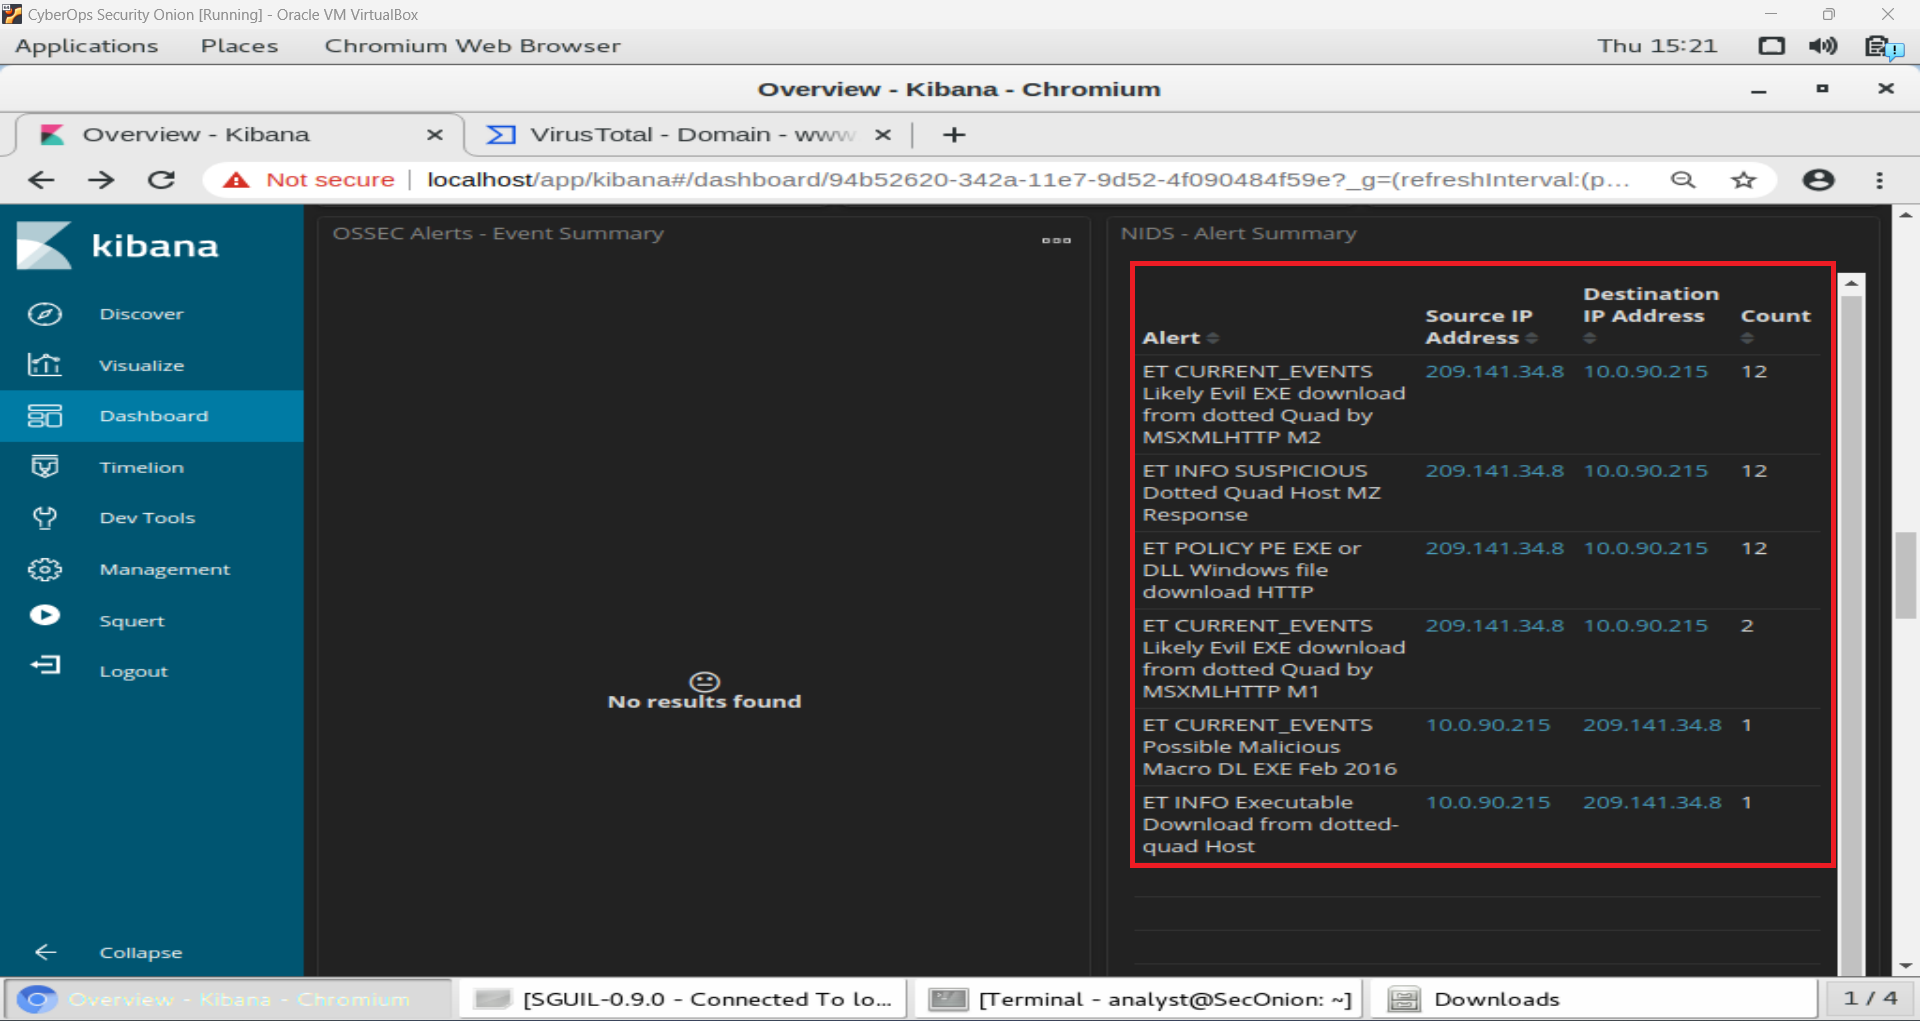 CyberOps Security Onion [Running] - Oracle VM VirtualBox
Applications Places Chromium Web Browser Thu 15:21
Overview - Kibana - Chromium
Overview - Kibana VirusTotal - Domain - www
Not secure localhost/app/kibana#/dashboard/94b52620-342a-11e7-9d52-4f090484f59e?_g=(refreshInterval:(p...
kibana
Discover
Visualize
Dashboard
Timelion
Dev Tools
Management
Squert
Logout
Collapse
OSSEC Alerts - Event Summary
No results found
NIDS - Alert Summary
Alert Source IP Address Destination IP Address Count
ET CURRENT_EVENTS 209.141.34.8 10.0.90.215 12
Likely Evil EXE download
from dotted Quad by
MSXMLHTTP M2
ET INFO SUSPICIOUS 209.141.34.8 10.0.90.215 12
Dotted Quad Host MZ
Response
ET POLICY PE EXE or 209.141.34.8 10.0.90.215 12
DLL Windows file
download HTTP
ET CURRENT_EVENTS 209.141.34.8 10.0.90.215 2
Likely Evil EXE download
from dotted Quad by
MSXMLHTTP M1
ET CURRENT_EVENTS 10.0.90.215 209.141.34.8 1
Possible Malicious
Macro DL EXE Feb 2016
ET INFO Executable 10.0.90.215 209.141.34.8 1
Download from dotted-
quad Host
Overview - Kibana - Chromium [SGUIL-0.9.0 - Connected To lo... [Terminal - analyst@SecOnion: ~] Downloads 1 / 4